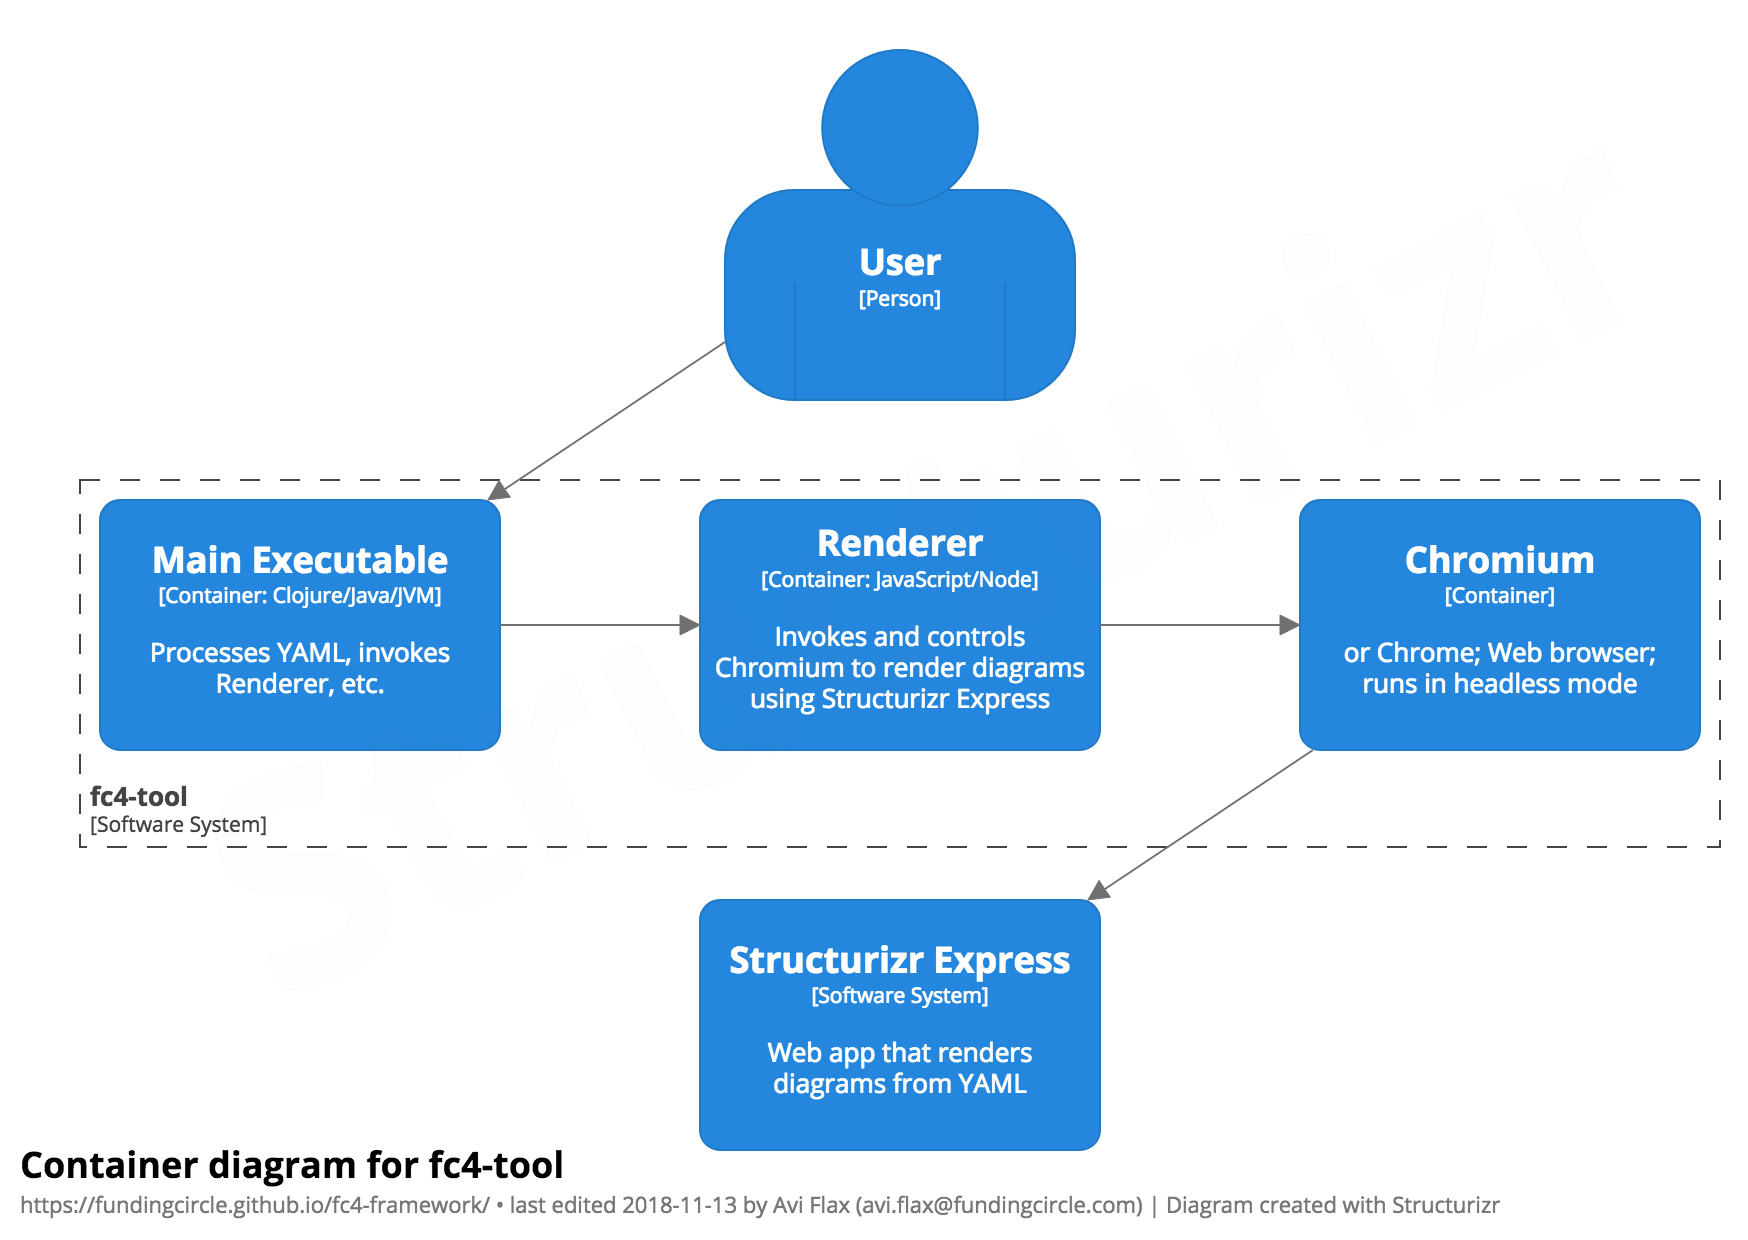 User
[Person]
Main Executable
[Container: Clojure/Java/JVM]
Processes YAML, invokes
Renderer, etc.
Renderer
[Container: JavaScript/Node]
Invokes and controls
Chromium to render diagrams
using Structurizr Express
Chromium
[Container]
or Chrome; Web browser;
runs in headless mode
fc4-tool
[Software System]
Structurizr Express
[Software System]
Web app that renders
diagrams from YAML
Structurizr
Container diagram for fc4-tool
https://fundingcircle.github.io/fc4-framework/ • last edited 2018-11-13 by Avi Flax (avi.flax@fundingcircle.com) | Diagram created with Structurizr